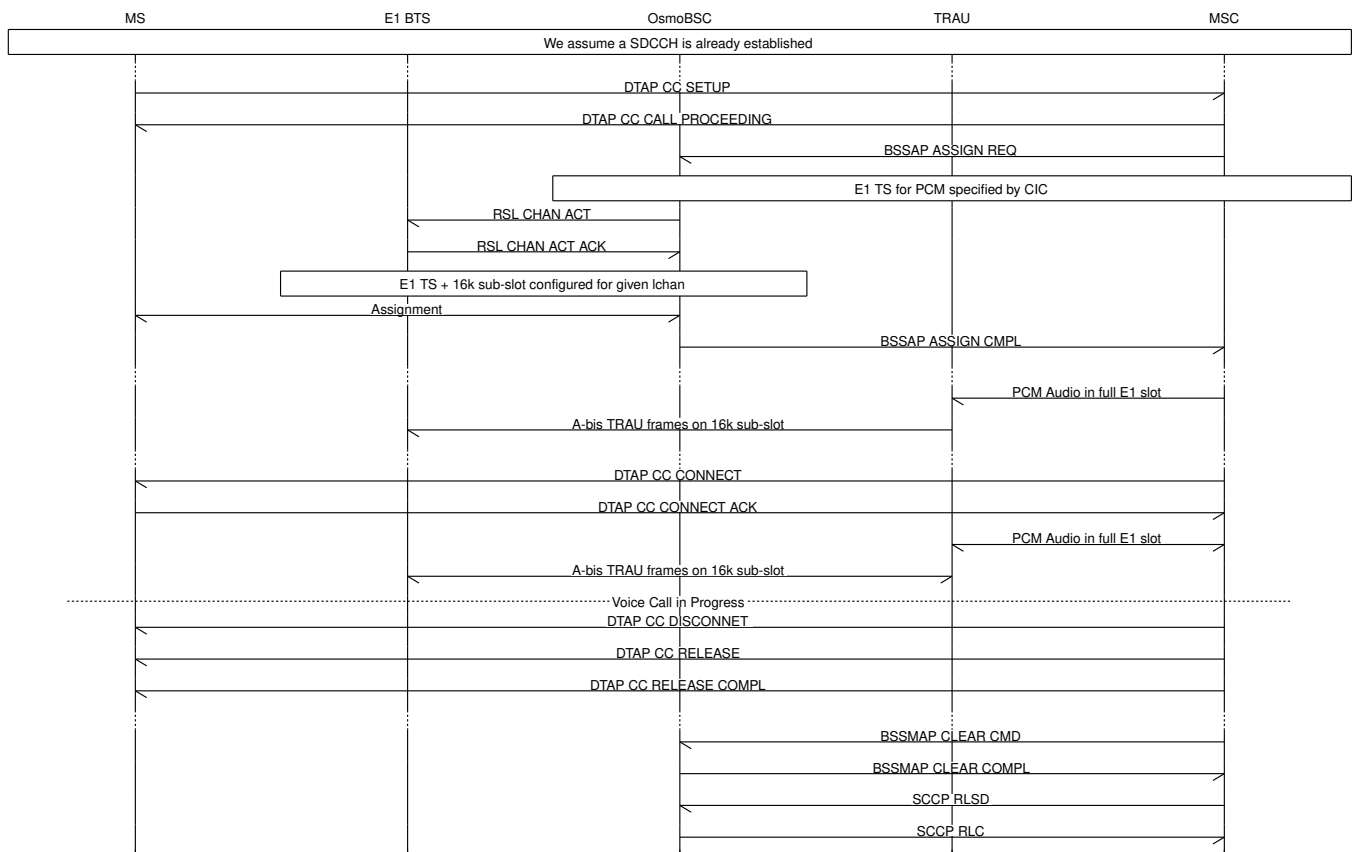 MS E1 BTS OsmoBSC TRAU MSC
We assume a SDCCH is already established
DTAP CC SETUP
DTAP CC CALL PROCEEDING
BSSAP ASSIGN REQ
E1 TS for PCM specified by CIC
RSL CHAN ACT
RSL CHAN ACT ACK
E1 TS + 16k sub-slot configured for given lchan
Assignment
BSSAP ASSIGN CMPL
PCM Audio in full E1 slot
A-bis TRAU frames on 16k sub-slot
DTAP CC CONNECT
DTAP CC CONNECT ACK
PCM Audio in full E1 slot
A-bis TRAU frames on 16k sub-slot
Voice Call in Progress
DTAP CC DISCONNET
DTAP CC RELEASE
DTAP CC RELEASE COMPL
BSSMAP CLEAR CMD
BSSMAP CLEAR COMPL
SCCP RLSD
SCCP RLC